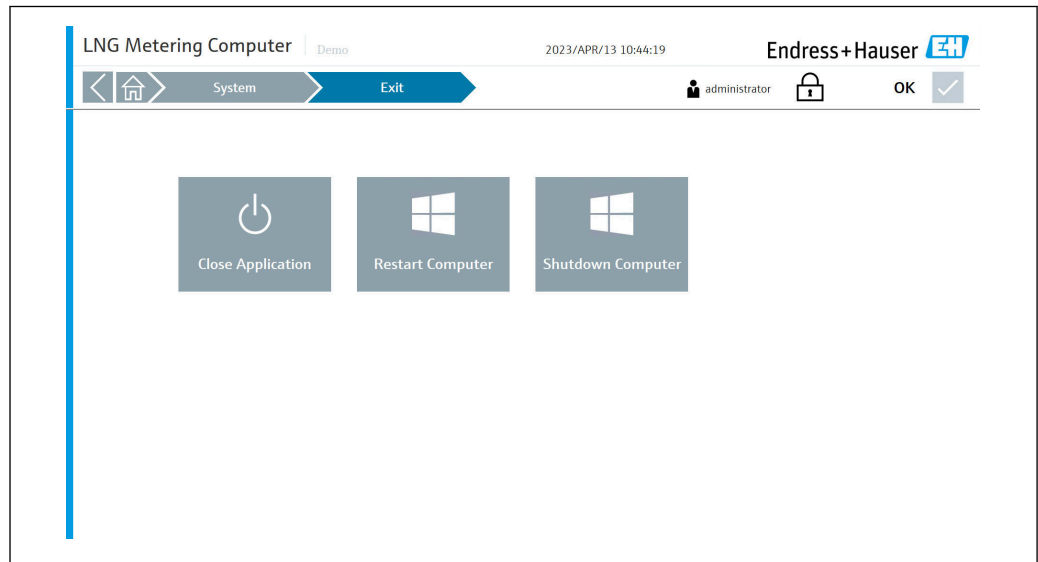 LNG Metering Computer Demo 2023/APR/13 10:44:19 Endress+Hauser EH
System Exit administrator OK
Close Application Restart Computer Shutdown Computer